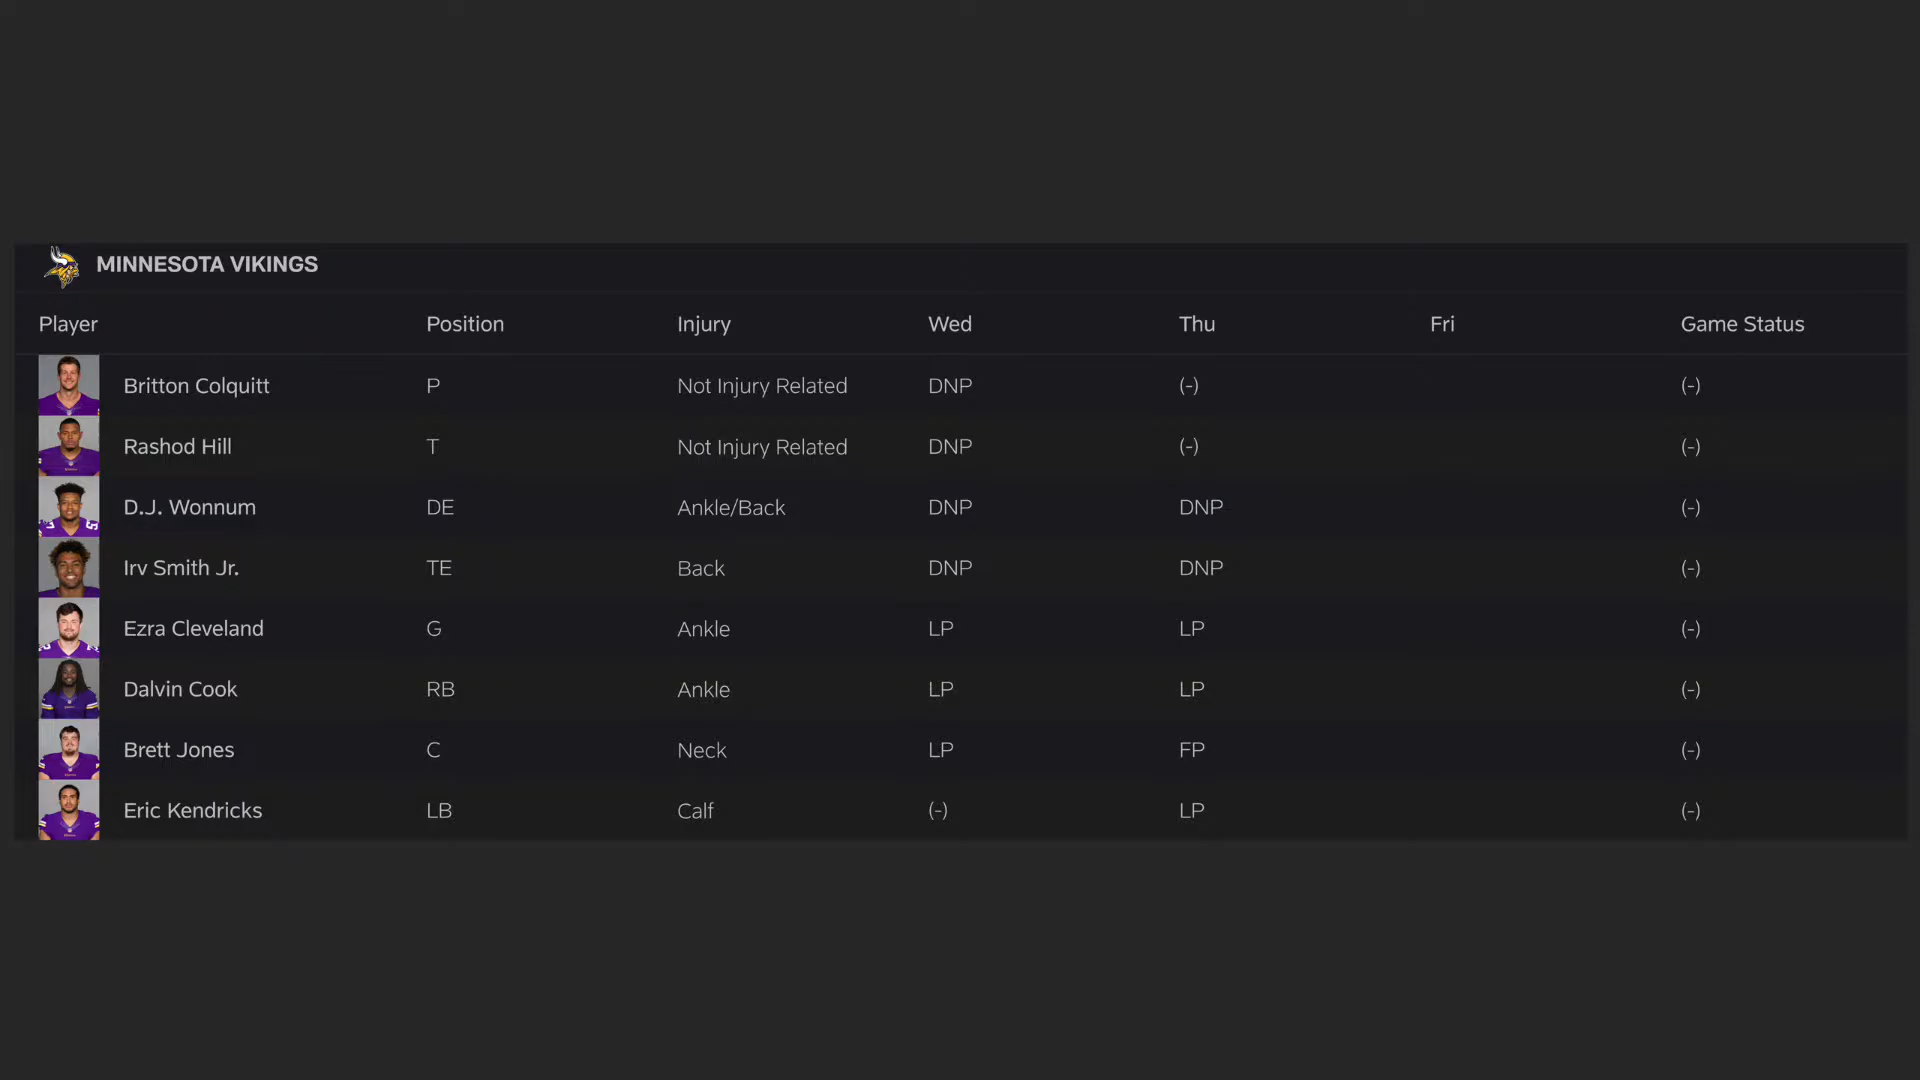 MINNESOTA VIKINGS
Player Position Injury Wed Thu Fri Game Status
Britton Colquitt P Not Injury Related DNP (-) (-)
Rashod Hill T Not Injury Related DNP (-) (-)
D.J. Wonnum DE Ankle/Back DNP DNP (-)
Irv Smith Jr. TE Back DNP DNP (-)
Ezra Cleveland G Ankle LP LP (-)
Dalvin Cook RB Ankle LP LP (-)
Brett Jones C Neck LP FP (-)
Eric Kendricks LB Calf (-) LP (-)